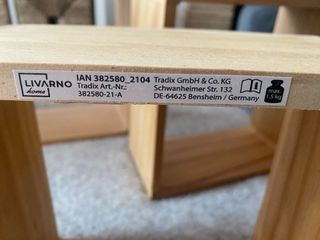 LIVARNO
home
IAN 382580_2104
Tradix Art.-Nr.:
382580-21-A
Tradix GmbH & Co. KG
Schwanheimer Str. 132
DE-64625 Bensheim / Germany
max.
1,5 kg